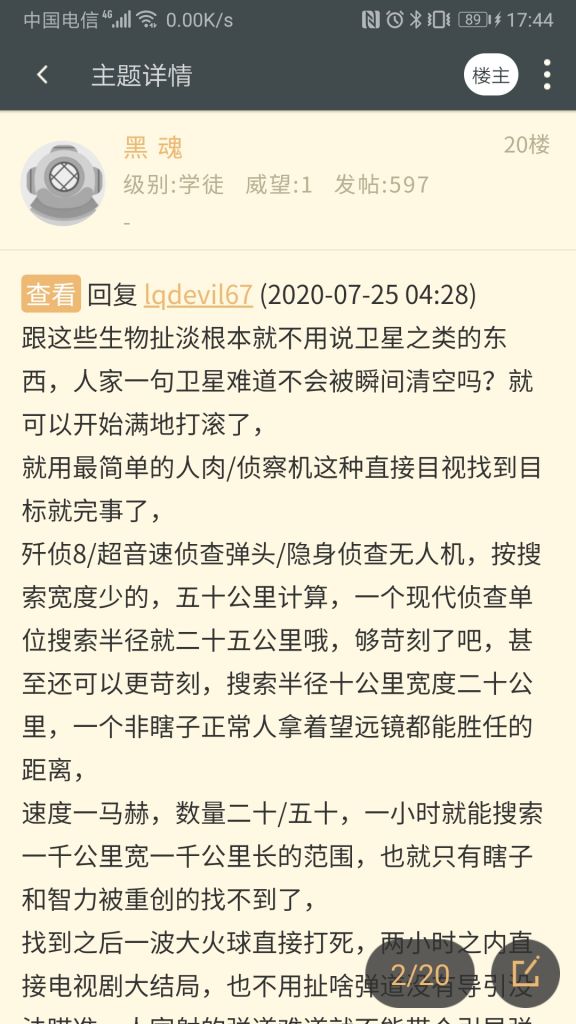 中国电信 4G 0.00K/s 89 17:44
主题详情 楼主
黑 魂 20楼
级别:学徒 威望:1 发帖:597
-
查看 回复 lqdevil67 (2020-07-25 04:28)
跟这些生物扯淡根本就不用说卫星之类的东
西，人家一句卫星难道不会被瞬间清空吗？就
可以开始满地打滚了，
就用最简单的人肉/侦察机这种直接目视找到目
标就完事了，
歼侦8/超音速侦查弹头/隐身侦查无人机，按搜
索宽度少的，五十公里计算，一个现代侦查单
位搜索半径就二十五公里哦，够苛刻了吧，甚
至还可以更苛刻，搜索半径十公里宽度二十公
里，一个非瞎子正常人拿着望远镜都能胜任的
距离，
速度一马赫，数量二十/五十，一小时就能搜索
一千公里宽一千公里长的范围，也就只有瞎子
和智力被重创的找不到了，
找到之后一波大火球直接打死，两小时之内直
接电视剧大结局，也不用扯啥弹道没有导引没
2/20